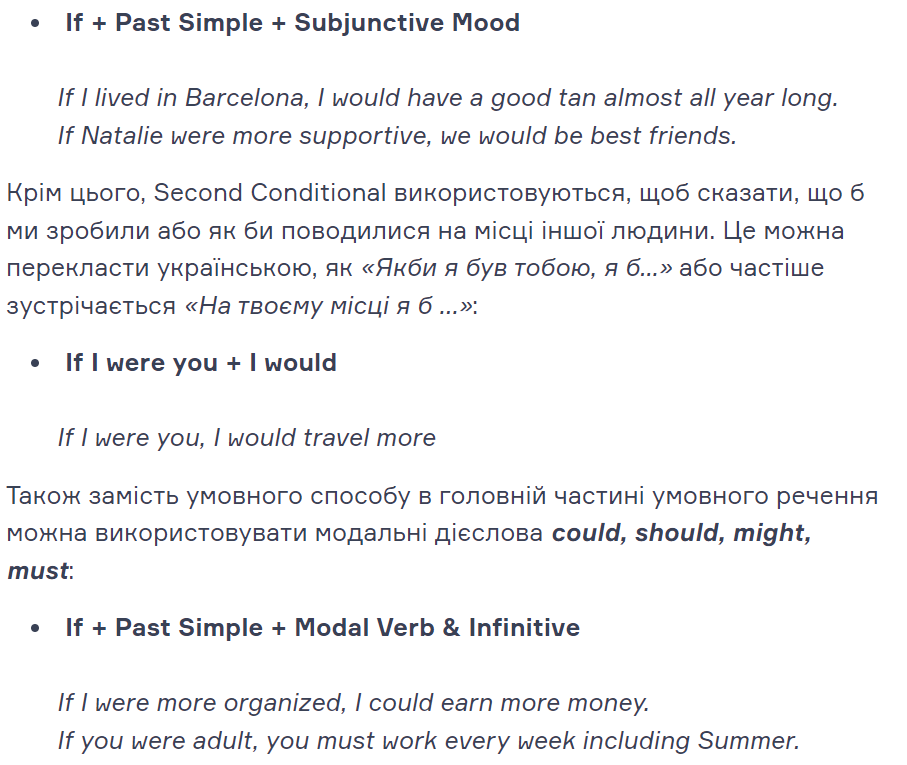 • If + Past Simple + Subjunctive Mood
If I lived in Barcelona, I would have a good tan almost all year long.
If Natalie were more supportive, we would be best friends.
Крім цього, Second Conditional використовуються, щоб сказати, що б
ми зробили або як би поводилися на місці іншої людини. Це можна
перекласти українською, як «Якби я був тобою, я б...» або частіше
зустрічається «На твоєму місці я б ...»:
• If I were you + I would
If I were you, I would travel more
Також замість умовного способу в головній частині умовного речення
можна використовувати модальні дієслова could, should, might,
must:
• If + Past Simple + Modal Verb & Infinitive
If I were more organized, I could earn more money.
If you were adult, you must work every week including Summer.